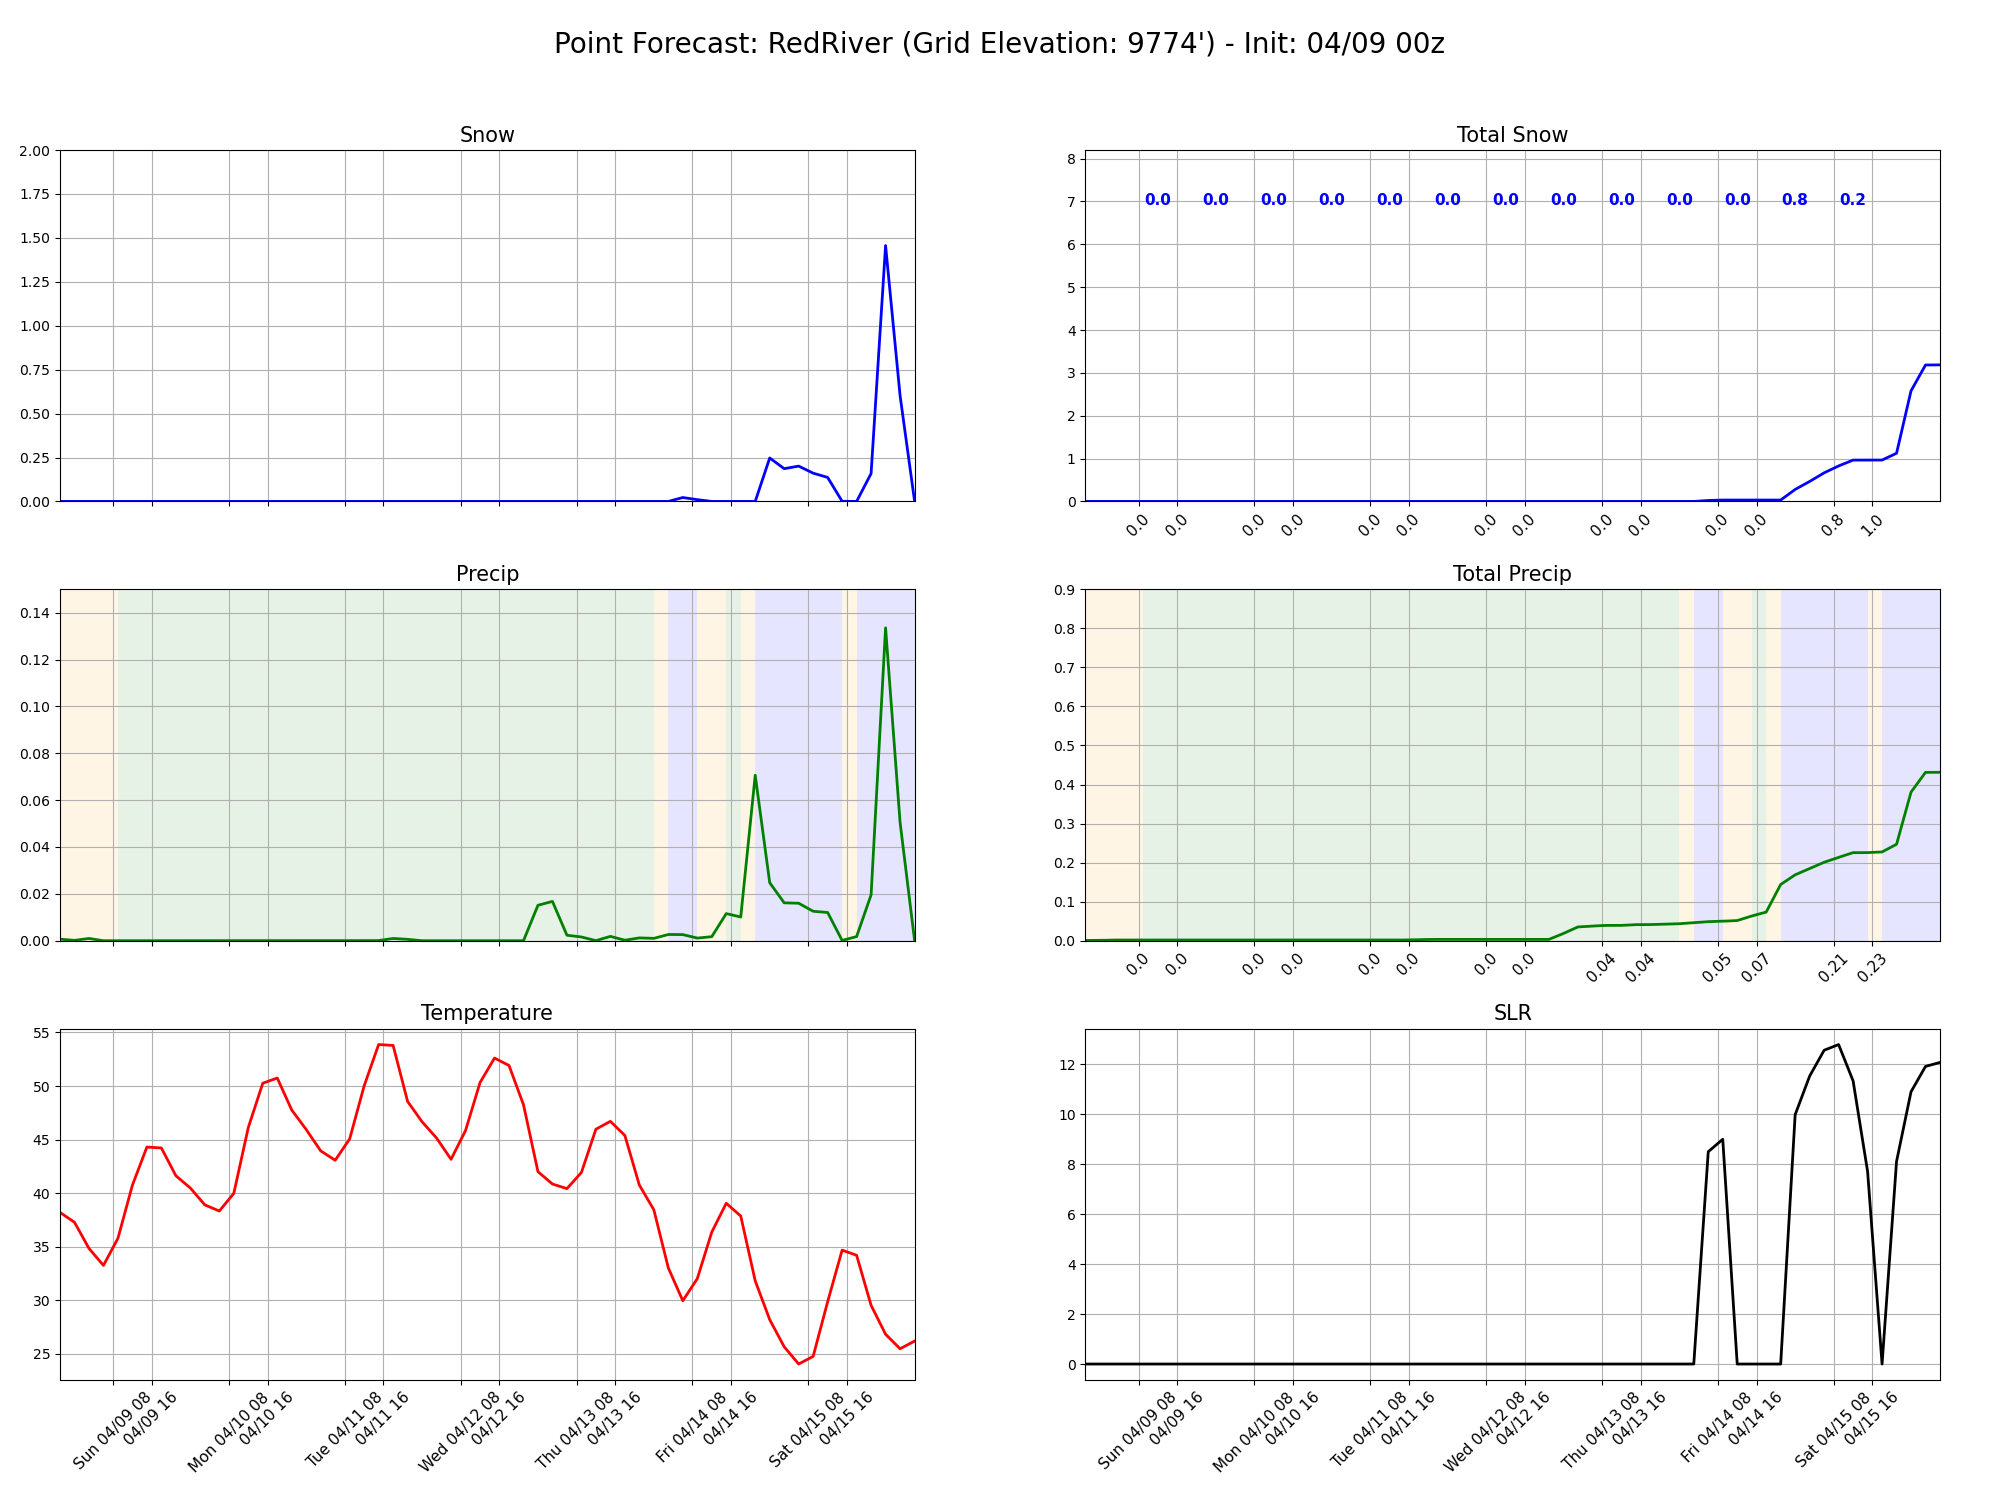 Point Forecast: RedRiver (Grid Elevation: 9774') - Init: 04/09 00z
Snow
2.00
1.75
1.50
1.25
1.00
0.75
0.50
0.25
0.00
Total Snow
8
7
6
5
4
3
2
1
0
0.0 0.0 0.0 0.0 0.0 0.0 0.0 0.0 0.0 0.0 0.0 0.8 0.2
0.0 0.0 0.0 0.0 0.0 0.0 0.0 0.0 0.0 0.0 0.0 0.0 0.8 1.0
Precip
0.14
0.12
0.10
0.08
0.06
0.04
0.02
0.00
Total Precip
0.9
0.8
0.7
0.6
0.5
0.4
0.3
0.2
0.1
0.0
0.0 0.0 0.0 0.0 0.0 0.0 0.0 0.0 0.04 0.04 0.05 0.07 0.21 0.23
Temperature
55
50
45
40
35
30
25
Sun 04/09 08
04/09 16
Mon 04/10 08
04/10 16
Tue 04/11 08
04/11 16
Wed 04/12 08
04/12 16
Thu 04/13 08
04/13 16
Fri 04/14 08
04/14 16
Sat 04/15 08
04/15 16
SLR
12
10
8
6
4
2
0
Sun 04/09 08
04/09 16
Mon 04/10 08
04/10 16
Tue 04/11 08
04/11 16
Wed 04/12 08
04/12 16
Thu 04/13 08
04/13 16
Fri 04/14 08
04/14 16
Sat 04/15 08
04/15 16